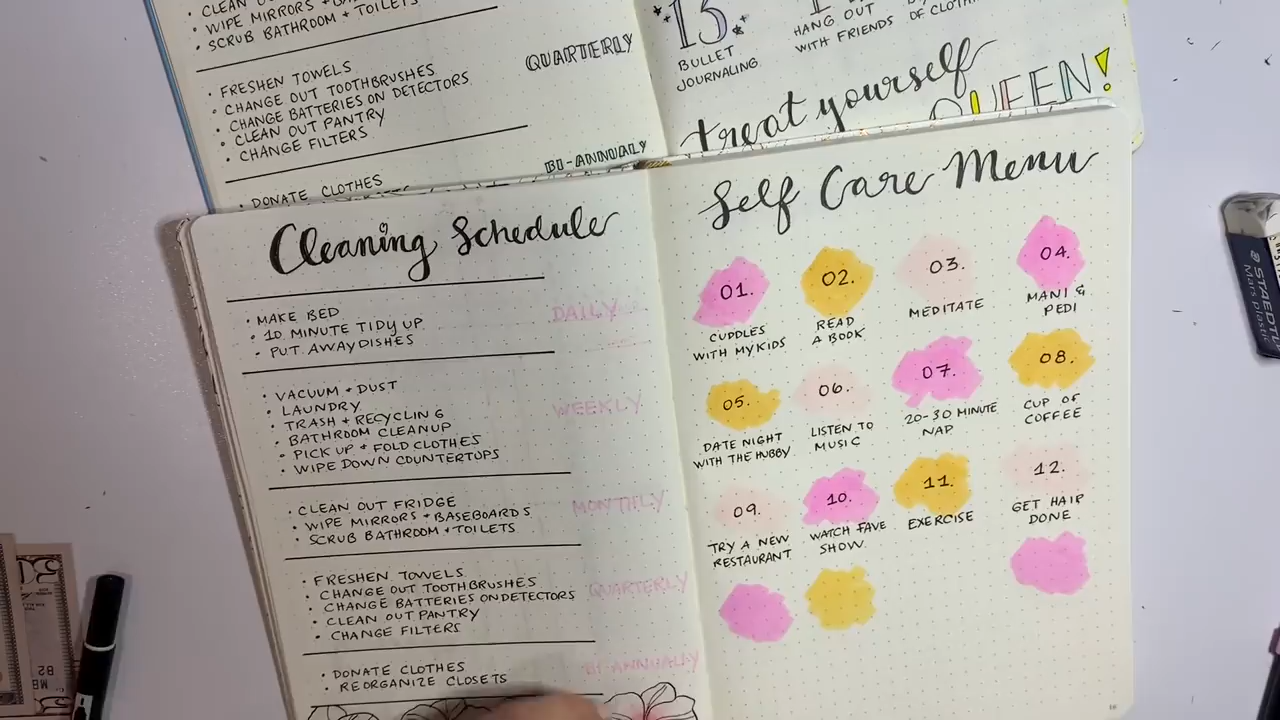 • WIPE MIRRORS +
• SCRUB BATHROOM + TOILETS
• FRESHEN TOWELS
• CHANGE OUT TOOTHBRUSHES
• CHANGE BATTERIES ON DETECTORS
• CLEAN OUT PANTRY
• CHANGE FILTERS
QUARTERLY
• DONATE CLOTHES
BI-ANNUALY
13
BULLET
JOURNALING
HANG OUT
WITH FRIENDS
OF
treat yourself
QUEEN!
Cleaning Schedule
• MAKE BED
• 10 MINUTE TIDY UP
• PUT AWAY DISHES
DAILY
• VACUUM + DUST
• LAUNDRY
• TRASH + RECYCLING
• BATHROOM CLEANUP
• PICK UP + FOLD CLOTHES
• WIPE DOWN COUNTERTOPS
WEEKLY
• CLEAN OUT FRIDGE
• WIPE MIRRORS + BASEBOARDS
• SCRUB BATHROOM + TOILETS
MONTHLY
• FRESHEN TOWELS
• CHANGE OUT TOOTHBRUSHES
• CHANGE BATTERIES ON DETECTORS
• CLEAN OUT PANTRY
• CHANGE FILTERS
QUARTERLY
• DONATE CLOTHES
• REORGANIZE CLOSETS
BI-ANNUALLY
Self Care Menu
01.
CUDDLES
WITH MY KIDS
02.
READ
A BOOK
03.
MEDITATE
04.
MANI &
PEDI
05.
DATE NIGHT
WITH THE HUBBY
06.
LISTEN TO
MUSIC
07.
20-30 MINUTE
NAP
08.
CUP OF
COFFEE
09.
TRY A NEW
RESTAURANT
10.
WATCH FAVE
SHOW
11.
EXERCISE
12.
GET HAIR
DONE
STAEDTLER
Mars plastic
50
B2